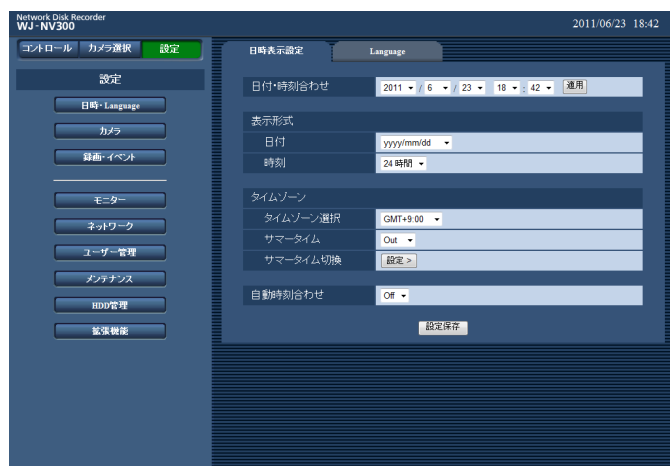 Network Disk Recorder
WJ-NV300
2011/06/23 18:42
コントロール カメラ選択 設定
設定
日時・Language
カメラ
録画・イベント
モニター
ネットワーク
ユーザー管理
メンテナンス
HDD管理
拡張機能
日時表示設定 Language
日付・時刻合わせ 2011 / 6 / 23 18 : 42 適用
表示形式
日付 yyyy/mm/dd
時刻 24時間
タイムゾーン
タイムゾーン選択 GMT+9:00
サマータイム Out
サマータイム切換 設定 >
自動時刻合わせ Off
設定保存